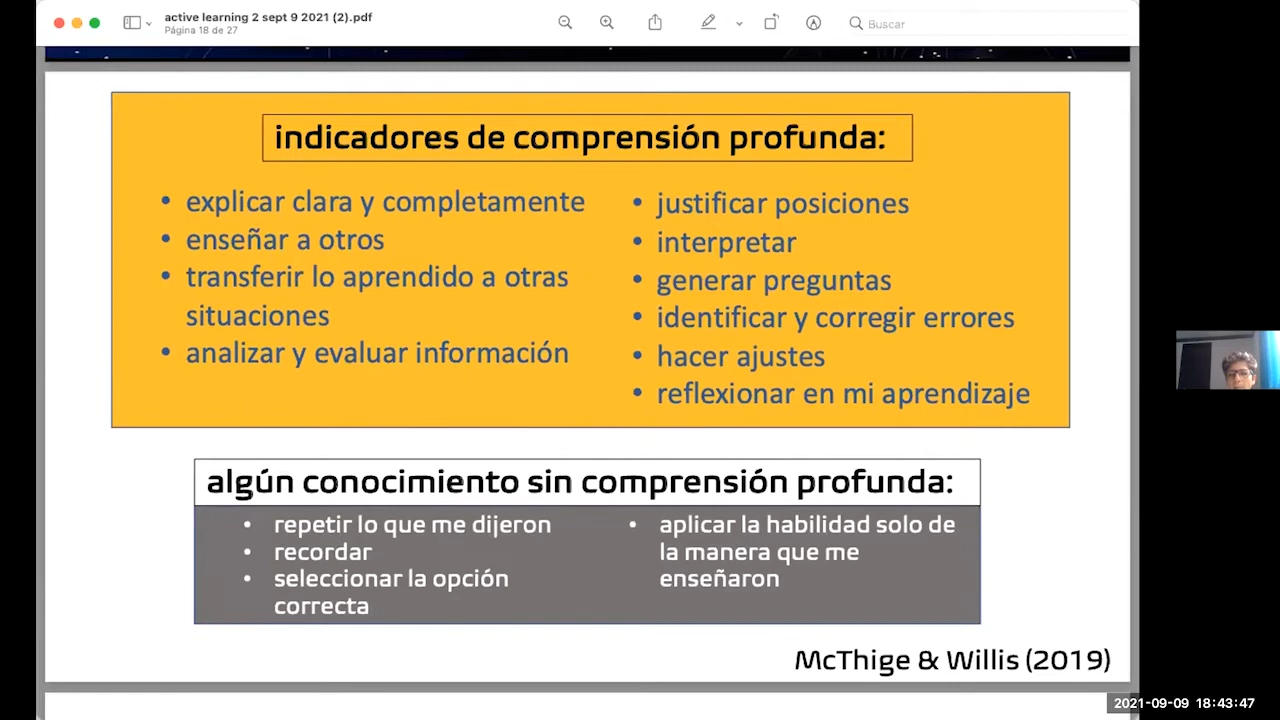 active learning 2 sept 9 2021 (2).pdf
Página 18 de 27
Buscar
indicadores de comprensión profunda:
• explicar clara y completamente
• enseñar a otros
• transferir lo aprendido a otras
situaciones
• analizar y evaluar información
• justificar posiciones
• interpretar
• generar preguntas
• identificar y corregir errores
• hacer ajustes
• reflexionar en mi aprendizaje
algún conocimiento sin comprensión profunda:
• repetir lo que me dijeron
• recordar
• seleccionar la opción
correcta
• aplicar la habilidad solo de
la manera que me
enseñaron
McThige & Willis (2019)
2021-09-09 18:43:47